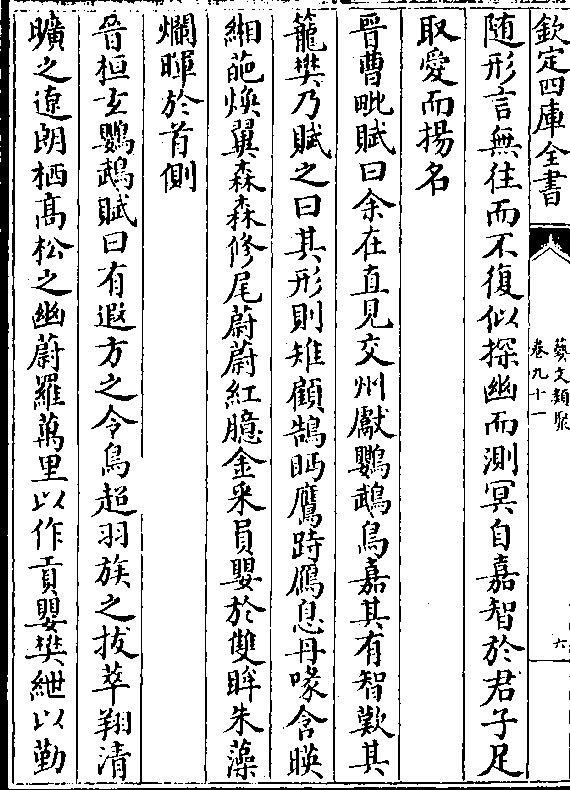 欽定四庫全書
藝文類聚
卷九十一
六
随形言無往而不復似探幽而測冥自嘉智於君子足
取愛而揚名
晉曹毗賦曰余在直見交州獻鸚鵡鳥嘉其有智歎其
籠樊乃賦之曰其形則雉顧鵠眄鷹跱鴈息丹喙含映
緗葩煥翼森森修尾蔚蔚紅臆金采員嬰於雙眸朱藻
爛暉於首側
晉桓玄鸚鵡賦曰有遐方之令鳥超羽族之拔萃翔清
曠之遼朗栖高松之幽蔚羅萬里以作貢嬰樊紲以勤